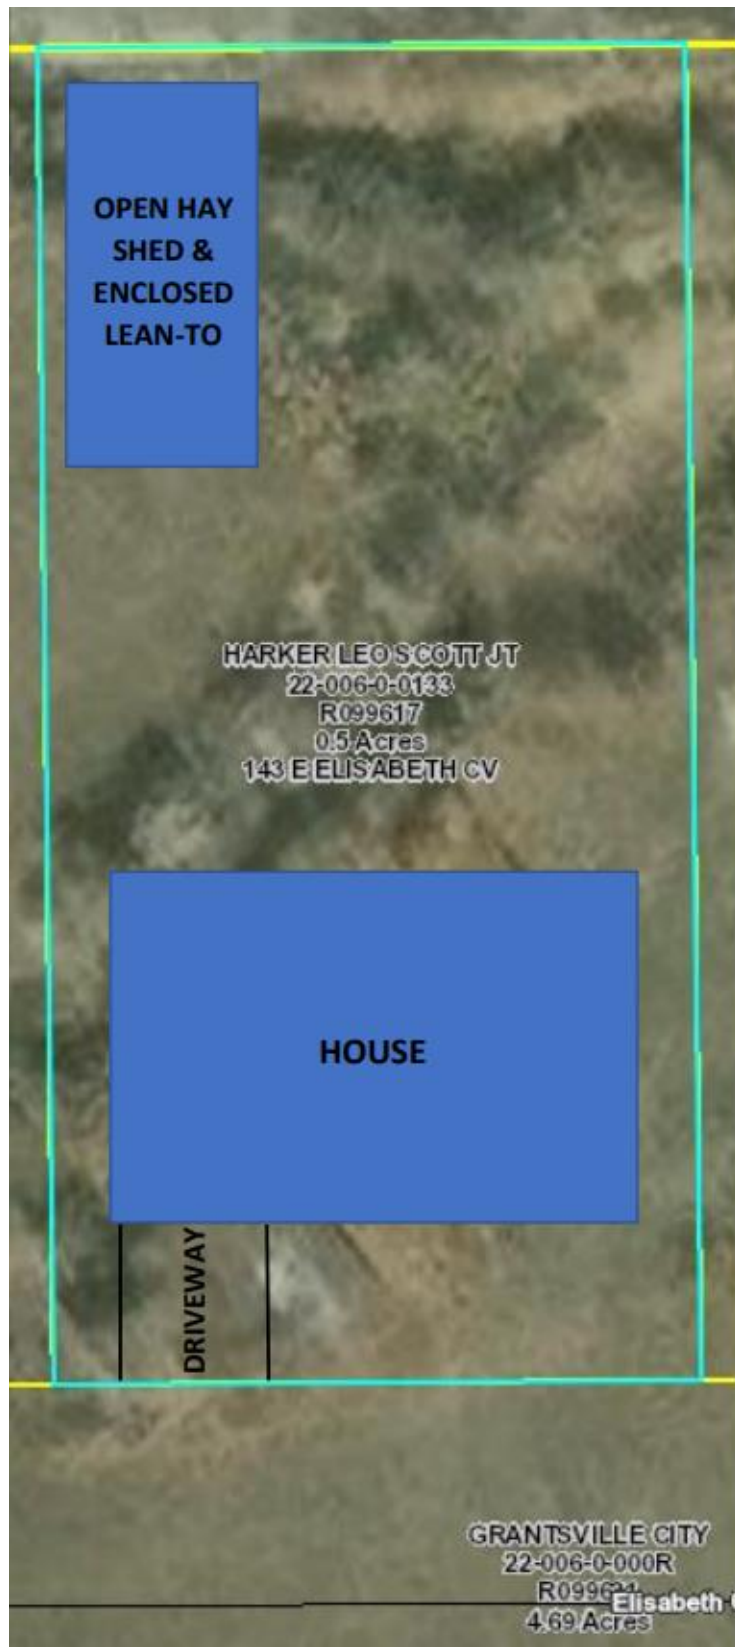 OPEN HAY
SHED &
ENCLOSED
LEAN-TO
HARKER LEO SCOTT JT
22-006-0-0133
R099617
0.5 Acres
143 E ELISABETH CV
HOUSE
DRIVEWAY
GRANTSVILLE CITY
22-006-0-000R
Elisabeth
4.69 Acres